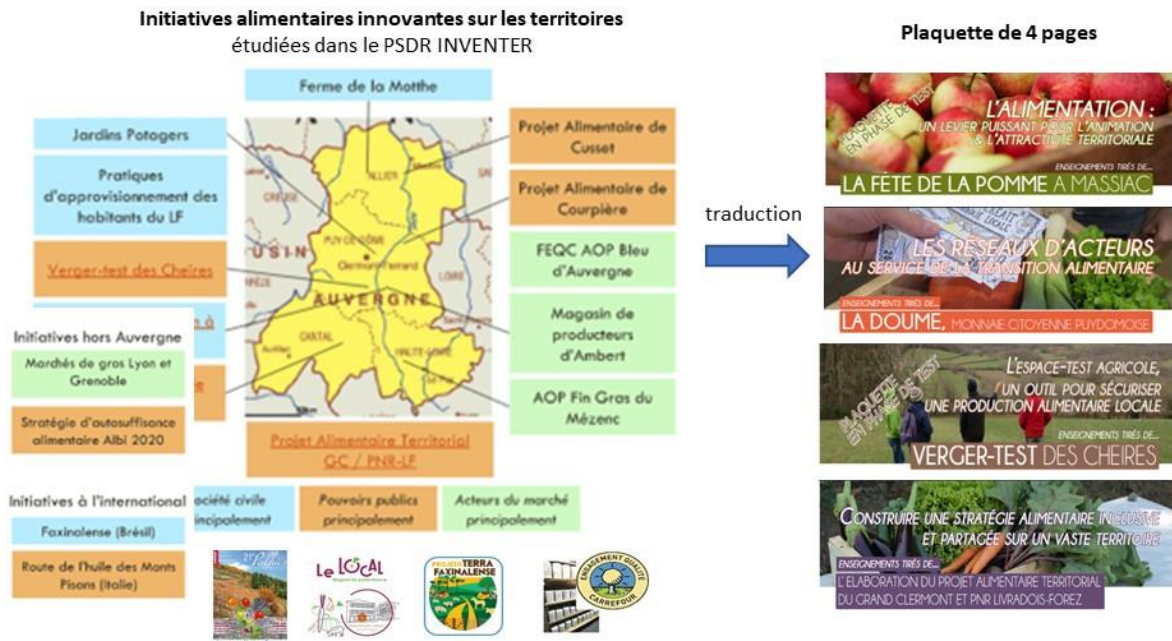 Initiatives alimentaires innovantes sur les territoires
étudiées dans le PSDR INVENTER
Ferme de la Motthe
Jardins Potagers
Pratiques
d'approvisionnement des
habitants du LF
Verger-test des Cheires
à
Initiatives hors Auvergne
Marchés de gros Lyon et
Grenoble
Stratégie d'autosuffisance
alimentaire Albi 2020
Initiatives à l'international
Faxinalense (Brésil)
Route de l'huile des Monts
Pisans (Italie)
ALLIER
CREUSE
USIN
PUY-DE-DÔME
Clermont-Ferrand
LOIRE
AUVERGNE
CANTAL
Aurillac
HAUTE-LOIRE
Projet Alimentaire Territorial
GC / PNR-LF
Projet Alimentaire de
Cusset
Projet Alimentaire de
Courpière
FEQC AOP Bleu
d'Auvergne
Magasin de
producteurs
d'Ambert
AOP Fin Gras du
Mézenc
ociété civile
incipalement
Pouvoirs publics
principalement
Acteurs du marché
principalement
Le LOCAL
PROJETO TERRA
FAXINALENSE
ENGAGEMENT QUALITÉ
CARREFOUR
traduction
Plaquette de 4 pages
PLAQUETTE
EN PHASE DE TEST
L'ALIMENTATION :
UN LEVIER PUISSANT POUR L'ANIMATION
& L'ATTRACTIVITÉ TERRITORIALE
ENSEIGNEMENTS TIRÉS DE...
LA FÊTE DE LA POMME A MASSIAC
LES RÉSEAUX D'ACTEURS
AU SERVICE DE LA TRANSITION ALIMENTAIRE
ENSEIGNEMENTS TIRÉS DE...
LA DOUME, MONNAIE CITOYENNE PUYDOMOISE
PLAQUETTE
EN PHASE DE TEST
L'ESPACE-TEST AGRICOLE,
UN OUTIL POUR SÉCURISER
UNE PRODUCTION ALIMENTAIRE LOCALE
ENSEIGNEMENTS TIRÉS DE...
VERGER-TEST DES CHEIRES
CONSTRUIRE UNE STRATÉGIE ALIMENTAIRE INCLUSIVE
ET PARTAGÉE SUR UN VASTE TERRITOIRE
ENSEIGNEMENTS TIRÉS DE...
L'ELABORATION DU PROJET ALIMENTAIRE TERRITORIAL
DU GRAND CLERMONT ET PNR LIVRADOIS-FOREZ